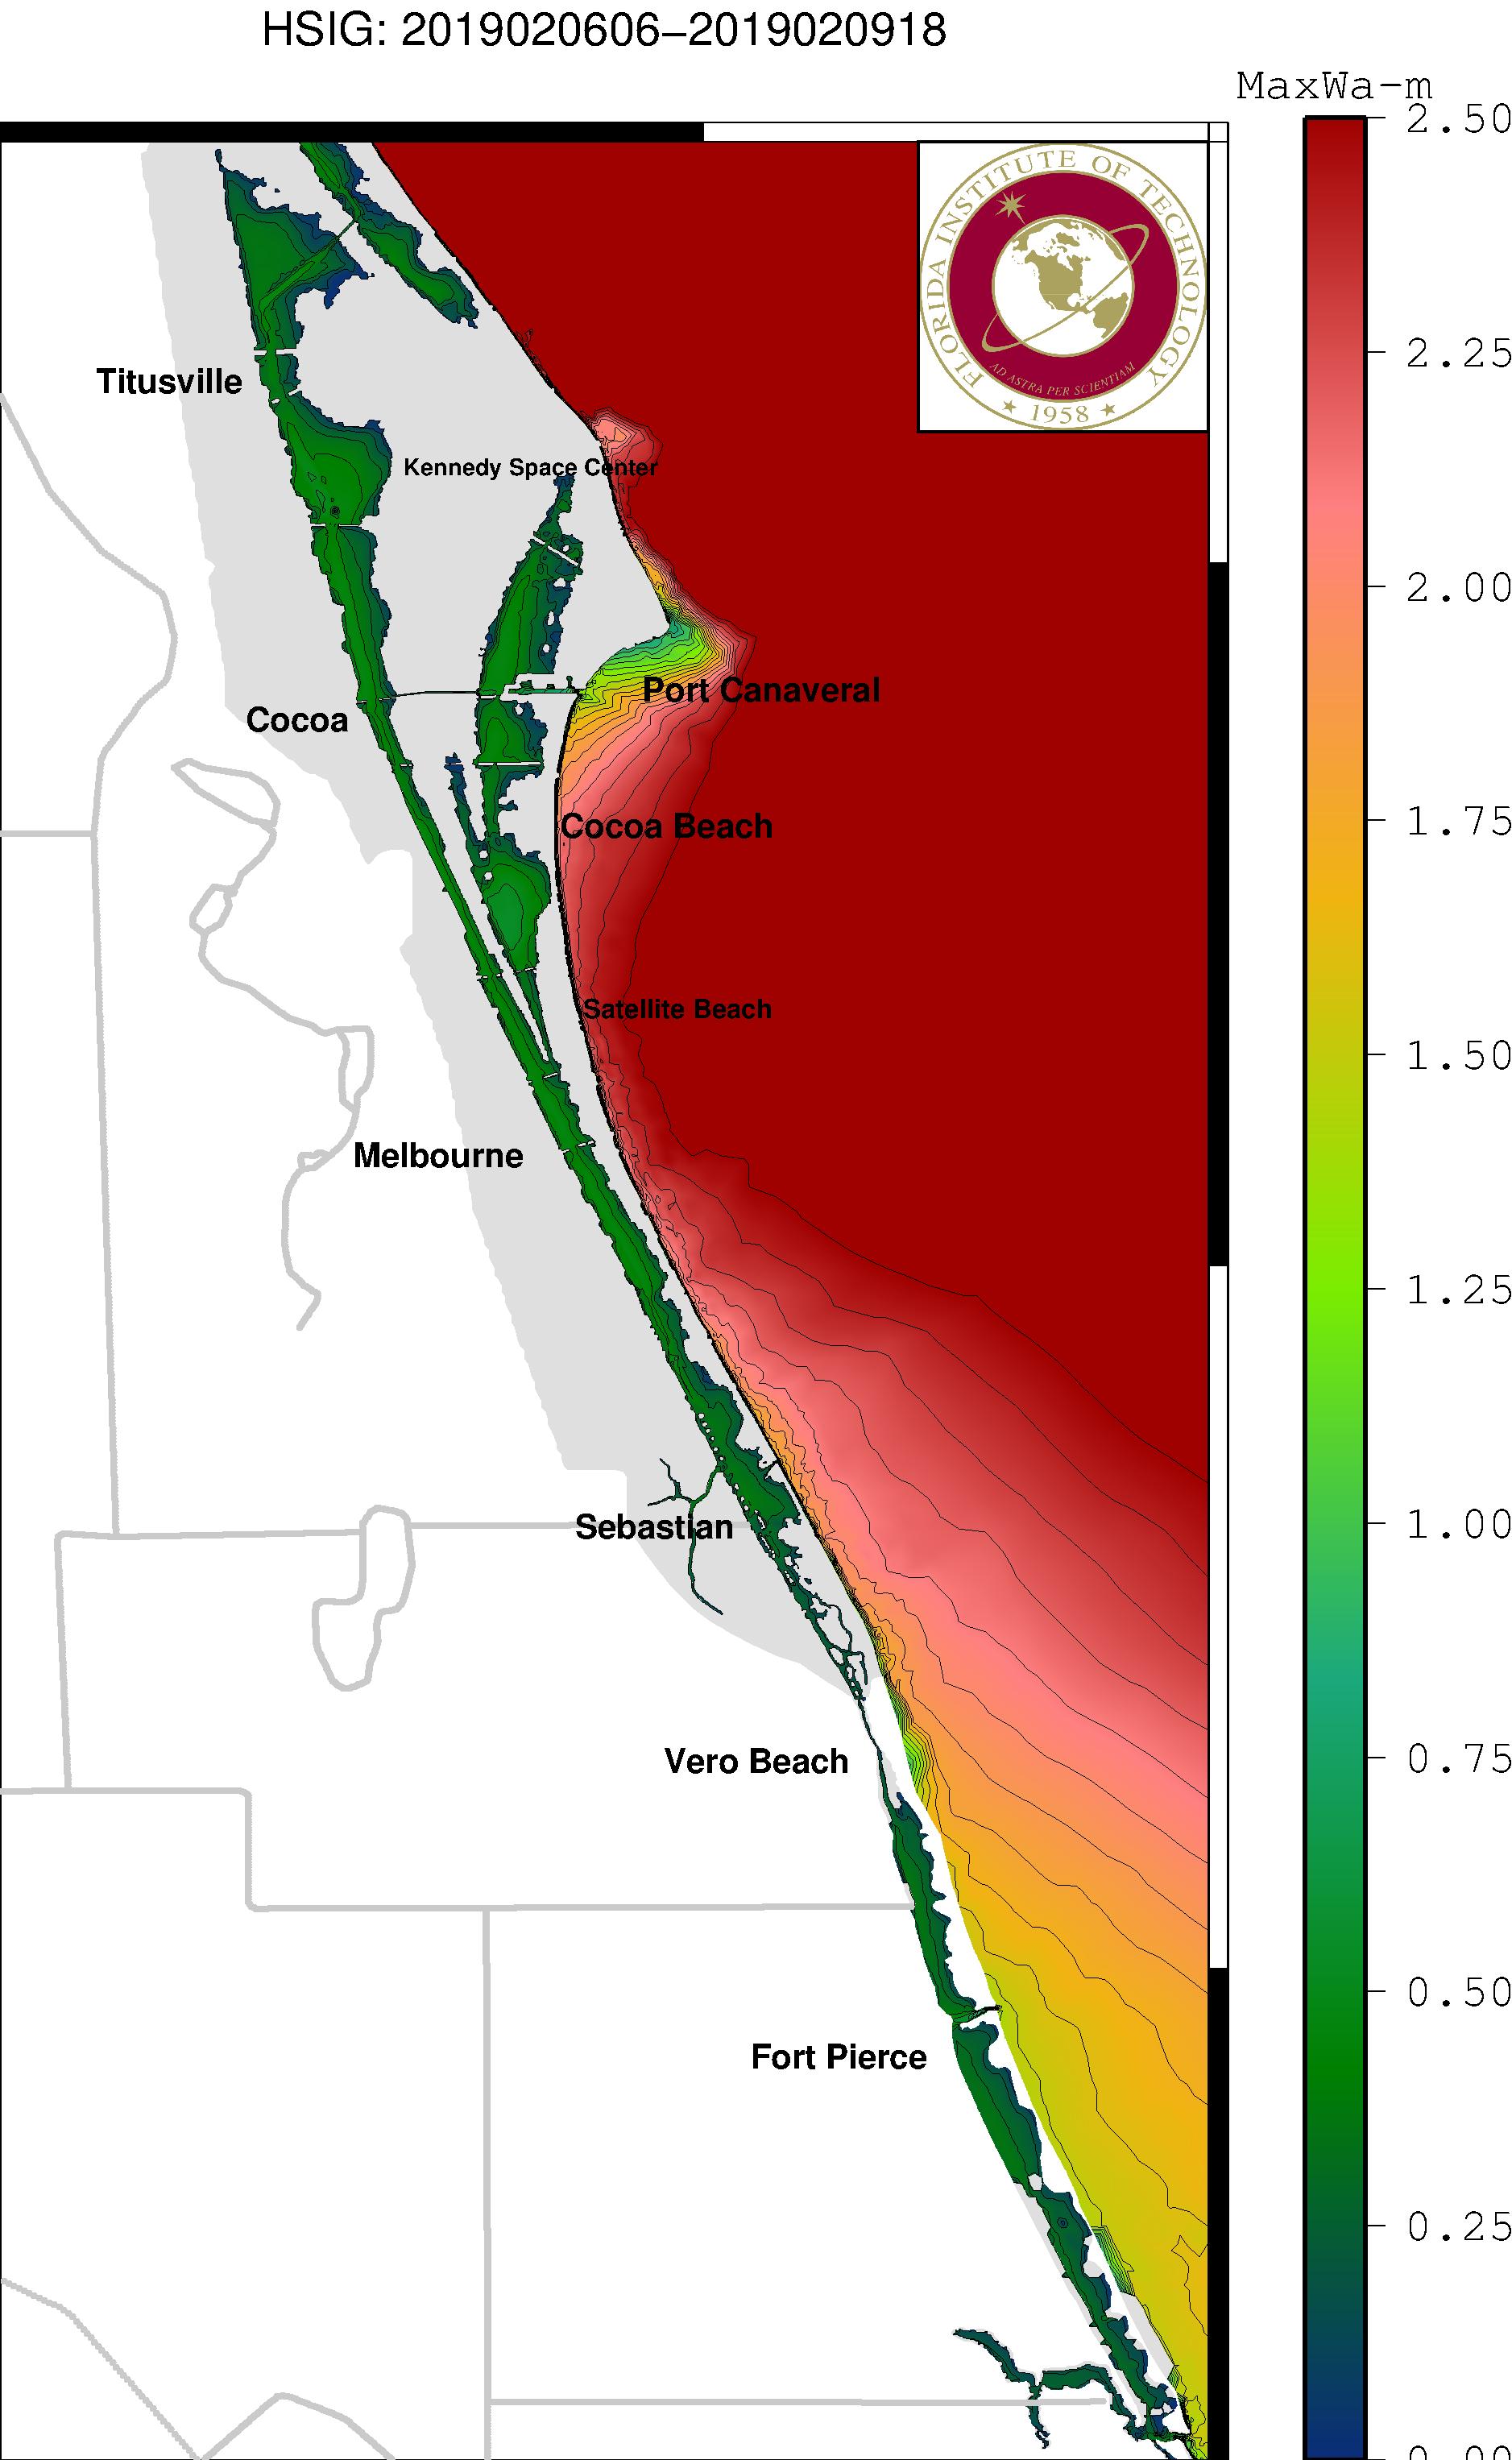 HSIG: 2019020606−2019020918
MaxWa-m
2.50
FLORIDA INSTITUTE OF TECHNOLOGY
AD ASTRA PER SCIENTIAM
1958
2.25
Titusville
Kennedy Space Center
2.00
Port Canaveral
Cocoa
1.75
Cocoa Beach
Satellite Beach
1.50
Melbourne
1.25
1.00
Sebastian
0.75
Vero Beach
0.50
Fort Pierce
0.25
0.00